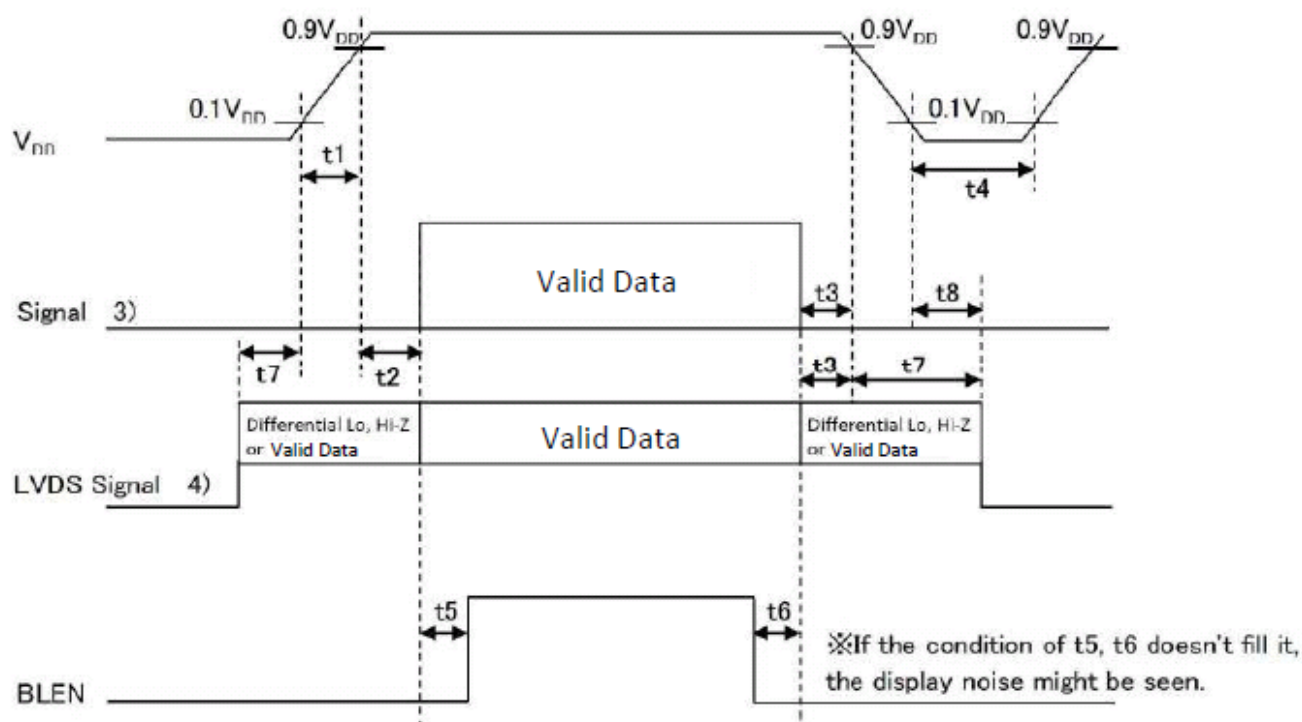 0.9VDD
0.9VDD
0.9VDD
0.1VDD
0.1VDD
VDD
t1
t4
Valid Data
t3
t8
Signal 3)
t7
t2
t3
t7
Differential Lo, Hi-Z
or Valid Data
Valid Data
Differential Lo, Hi-Z
or Valid Data
LVDS Signal 4)
t5
t6
※If the condition of t5, t6 doesn't fill it,
the display noise might be seen.
BLEN